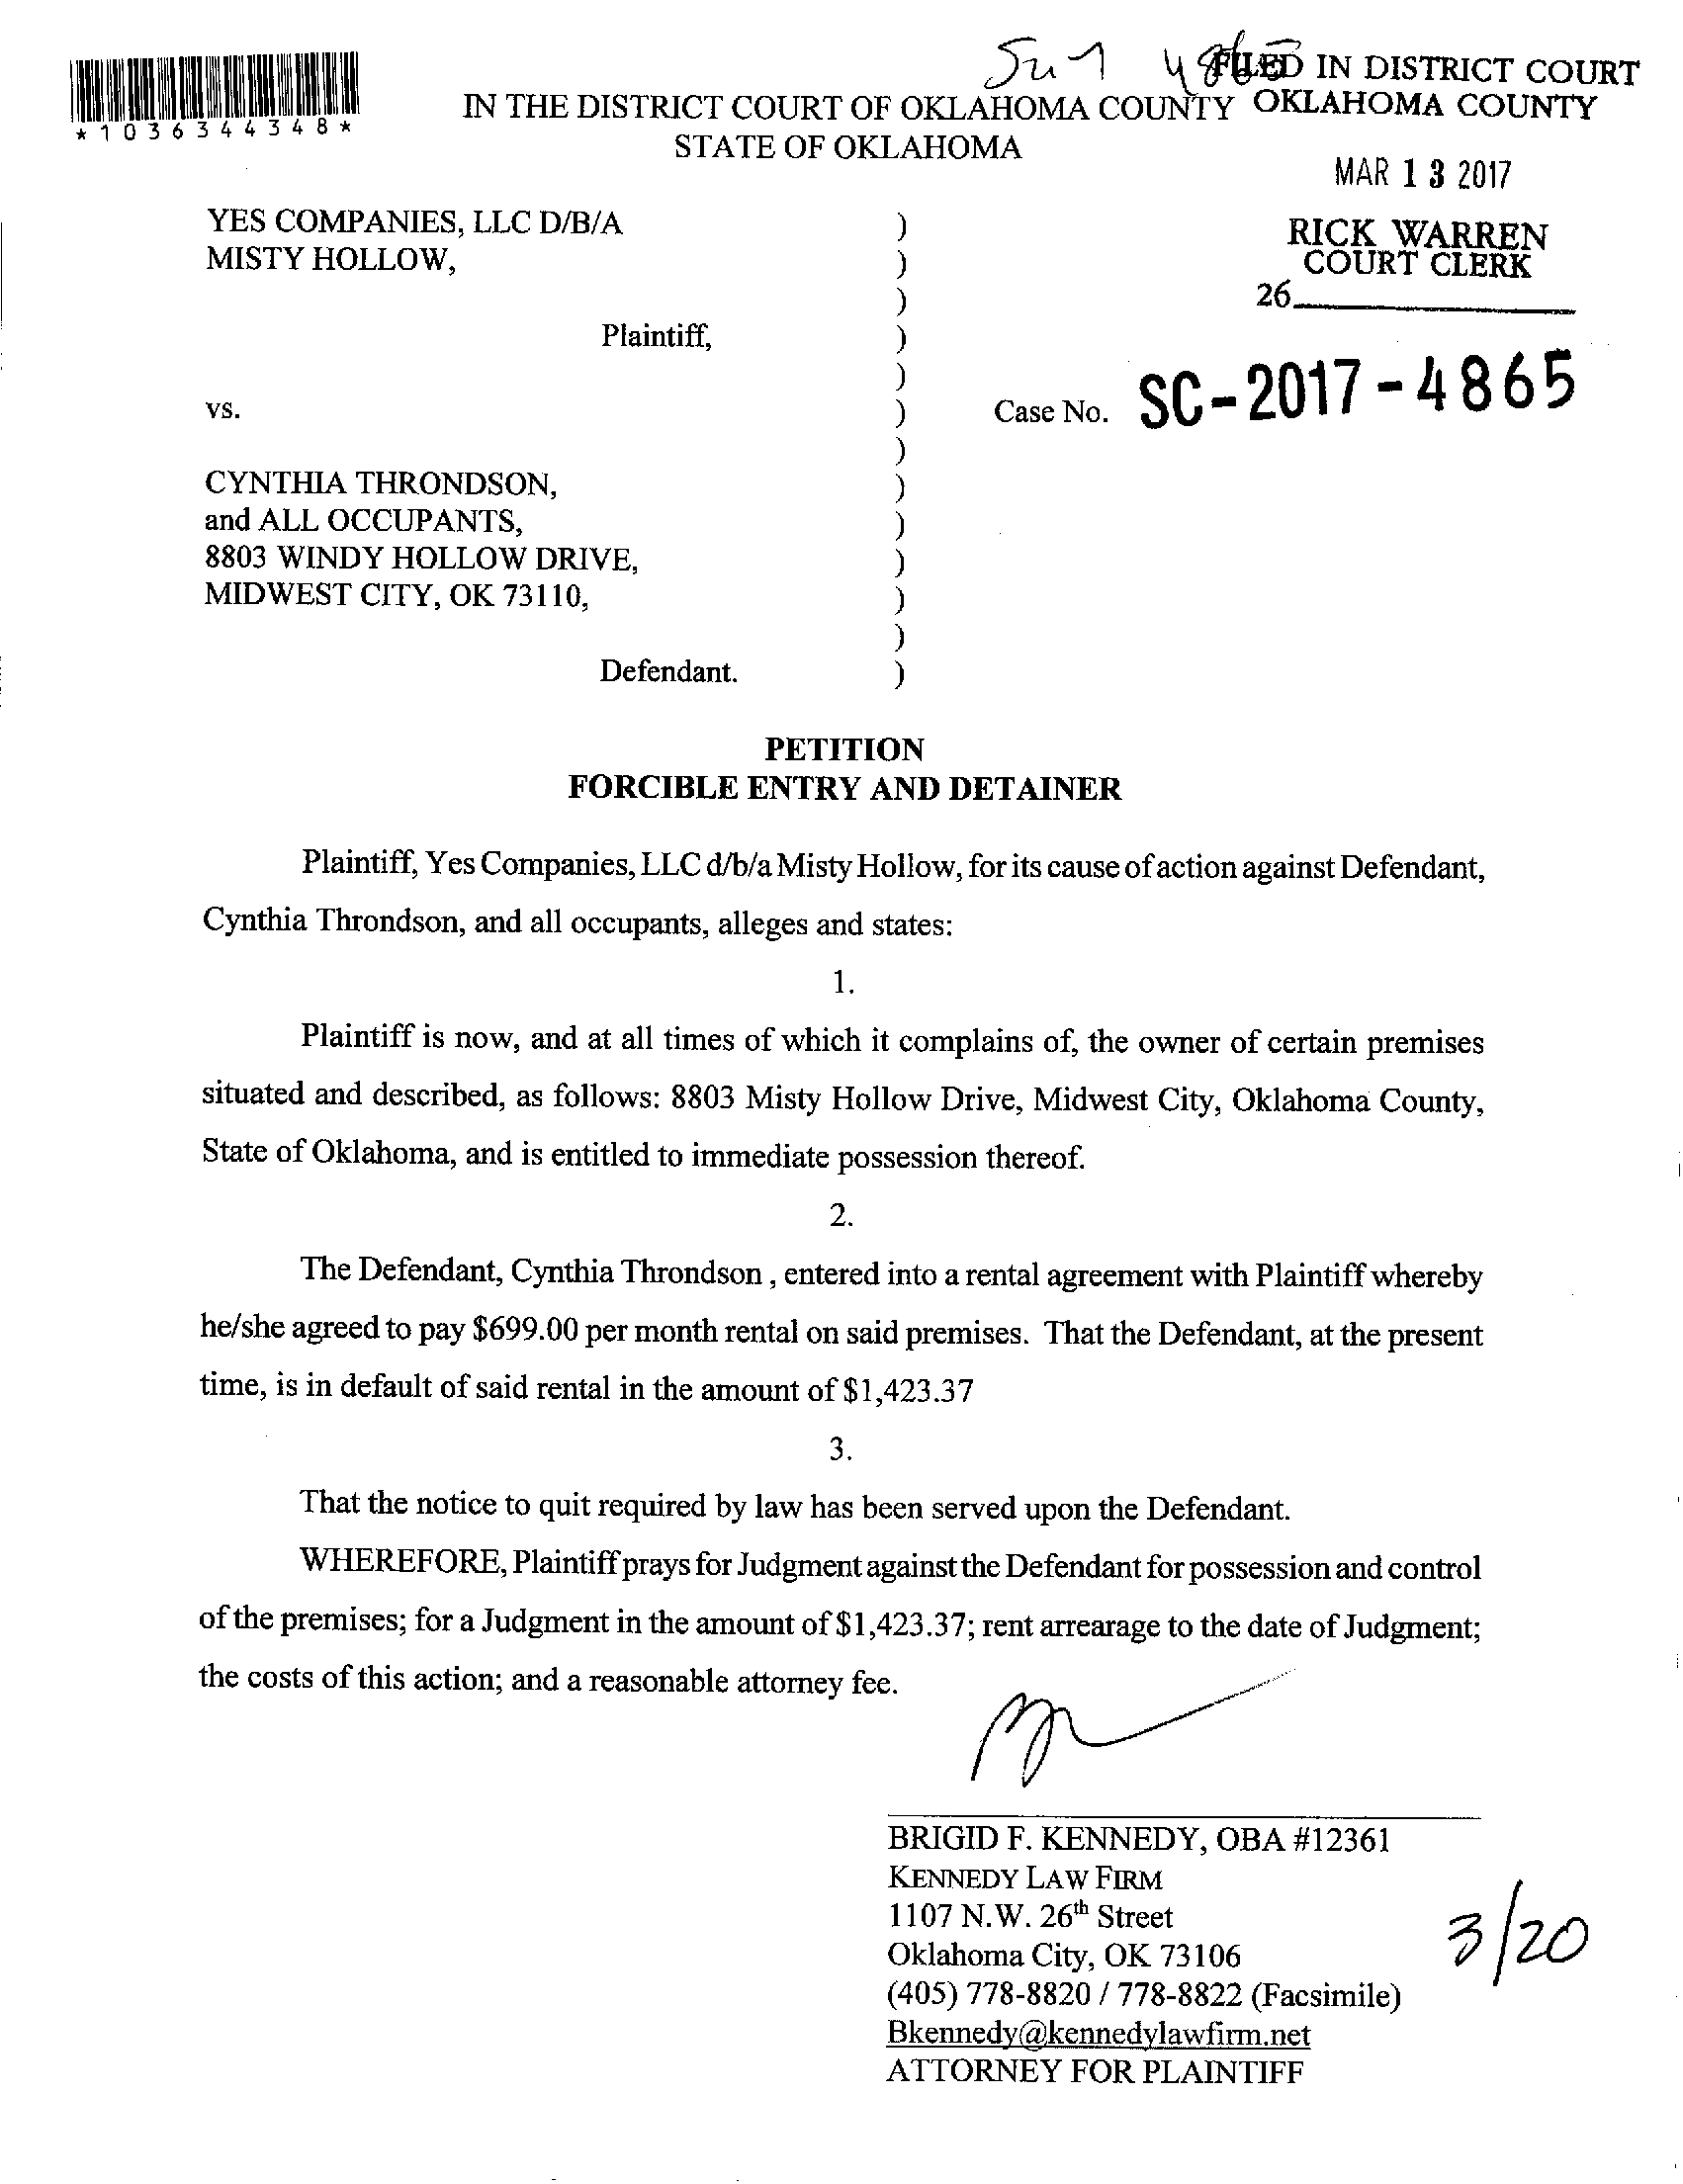 *1036344348*
4865
FILED IN DISTRICT COURT
OKLAHOMA COUNTY
IN THE DISTRICT COURT OF OKLAHOMA COUNTY
STATE OF OKLAHOMA
MAR 13 2017
RICK WARREN
COURT CLERK
26
YES COMPANIES, LLC D/B/A )
MISTY HOLLOW, )
)
Plaintiff, )
)
vs. ) Case No. SC-2017-4865
)
CYNTHIA THRONDSON, )
and ALL OCCUPANTS, )
8803 WINDY HOLLOW DRIVE, )
MIDWEST CITY, OK 73110, )
)
Defendant. )
PETITION
FORCIBLE ENTRY AND DETAINER
Plaintiff, Yes Companies, LLC d/b/a Misty Hollow, for its cause of action against Defendant,
Cynthia Throndson, and all occupants, alleges and states:
1.
Plaintiff is now, and at all times of which it complains of, the owner of certain premises
situated and described, as follows: 8803 Misty Hollow Drive, Midwest City, Oklahoma County,
State of Oklahoma, and is entitled to immediate possession thereof.
2.
The Defendant, Cynthia Throndson , entered into a rental agreement with Plaintiff whereby
he/she agreed to pay $699.00 per month rental on said premises. That the Defendant, at the present
time, is in default of said rental in the amount of $1,423.37
3.
That the notice to quit required by law has been served upon the Defendant.
WHEREFORE, Plaintiff prays for Judgment against the Defendant for possession and control
of the premises; for a Judgment in the amount of $1,423.37; rent arrearage to the date of Judgment;
the costs of this action; and a reasonable attorney fee.
BRIGID F. KENNEDY, OBA #12361
KENNEDY LAW FIRM
1107 N.W. 26th Street
Oklahoma City, OK 73106
(405) 778-8820 / 778-8822 (Facsimile)
Bkennedy@kennedylawfirm.net
ATTORNEY FOR PLAINTIFF
3/20